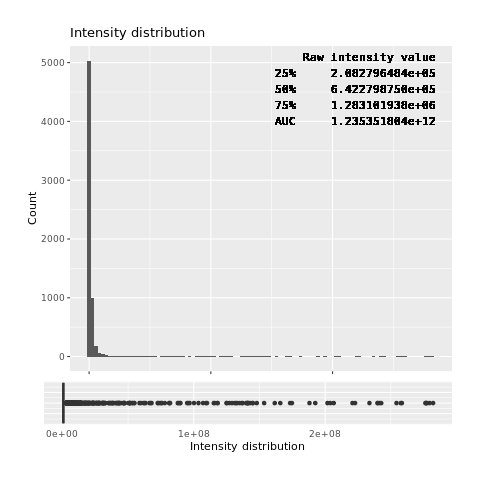 Intensity distribution
Raw intensity value
25% 2.082796484e+05
50% 6.422798750e+05
75% 1.283101938e+06
AUC 1.235351804e+12
5000
4000
3000
2000
1000
0
Count
0e+00 1e+08 2e+08
Intensity distribution